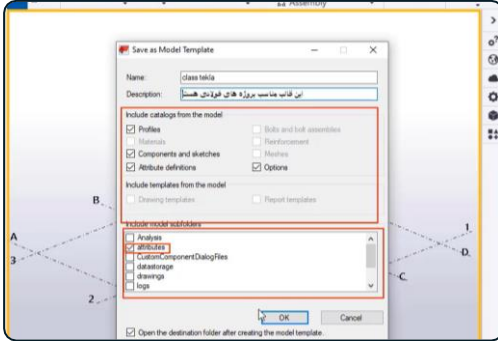 Assembly
Save as Model Template
Name: class tekla
Description: این قالب مناسب پروژه های فولادی هستذ
Include catalogs from the model
Profiles Bolts and bolt assemblies
Materials Reinforcement
Components and sketches Meshes
Attribute definitions Options
Include templates from the model
Drawing templates Report templates
B
Include model subfolders
Analysis
A 1
attributes
3 D
CustomComponentDialogFiles
datastorage
C
drawings
2 logs
OK Cancel
Open the destination folder after creating the model template.